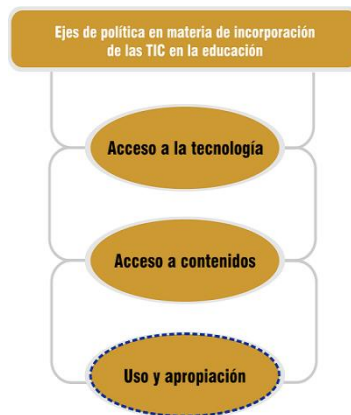 Ejes de política en materia de incorporación
de las TIC en la educación
Acceso a la tecnología
Acceso a contenidos
Uso y apropiación